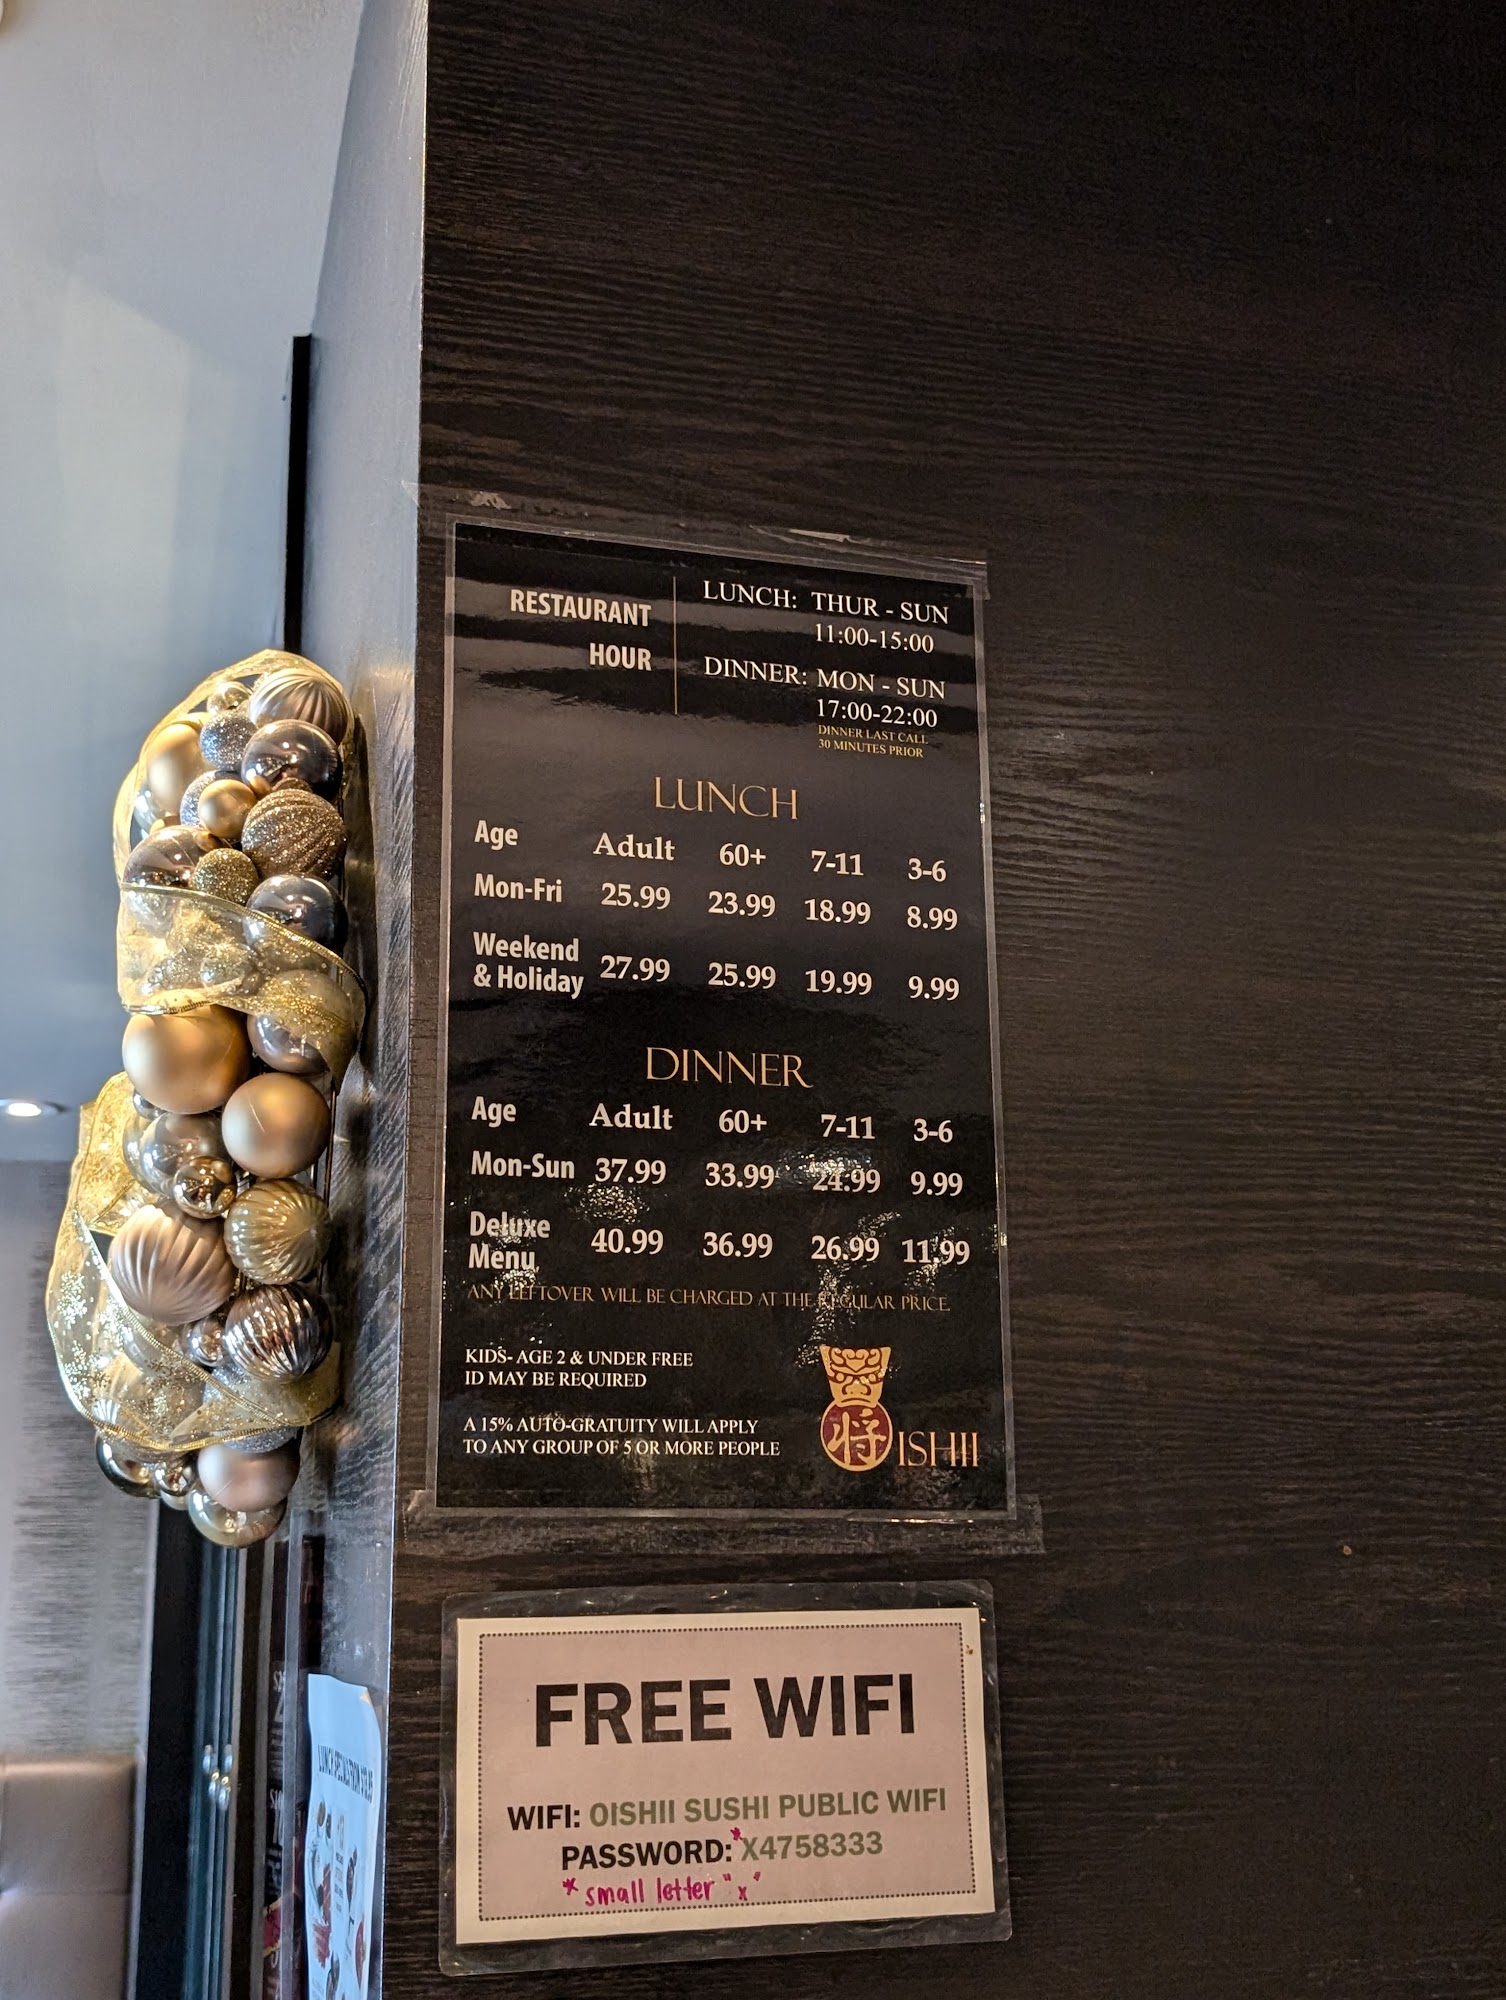 RESTAURANT
HOUR
LUNCH: THUR - SUN
11:00-15:00
DINNER: MON - SUN
17:00-22:00
DINNER LAST CALL
30 MINUTES PRIOR
LUNCH
Age Adult 60+ 7-11 3-6
Mon-Fri 25.99 23.99 18.99 8.99
Weekend
& Holiday 27.99 25.99 19.99 9.99
DINNER
Age Adult 60+ 7-11 3-6
Mon-Sun 37.99 33.99 24.99 9.99
Deluxe
Menu 40.99 36.99 26.99 11.99
ANY LEFTOVER WILL BE CHARGED AT THE REGULAR PRICE.
KIDS- AGE 2 & UNDER FREE
ID MAY BE REQUIRED
A 15% AUTO-GRATUITY WILL APPLY
TO ANY GROUP OF 5 OR MORE PEOPLE
将 ISHII
FREE WIFI
WIFI: OISHII SUSHI PUBLIC WIFI
PASSWORD: *X4758333
* small letter "x"